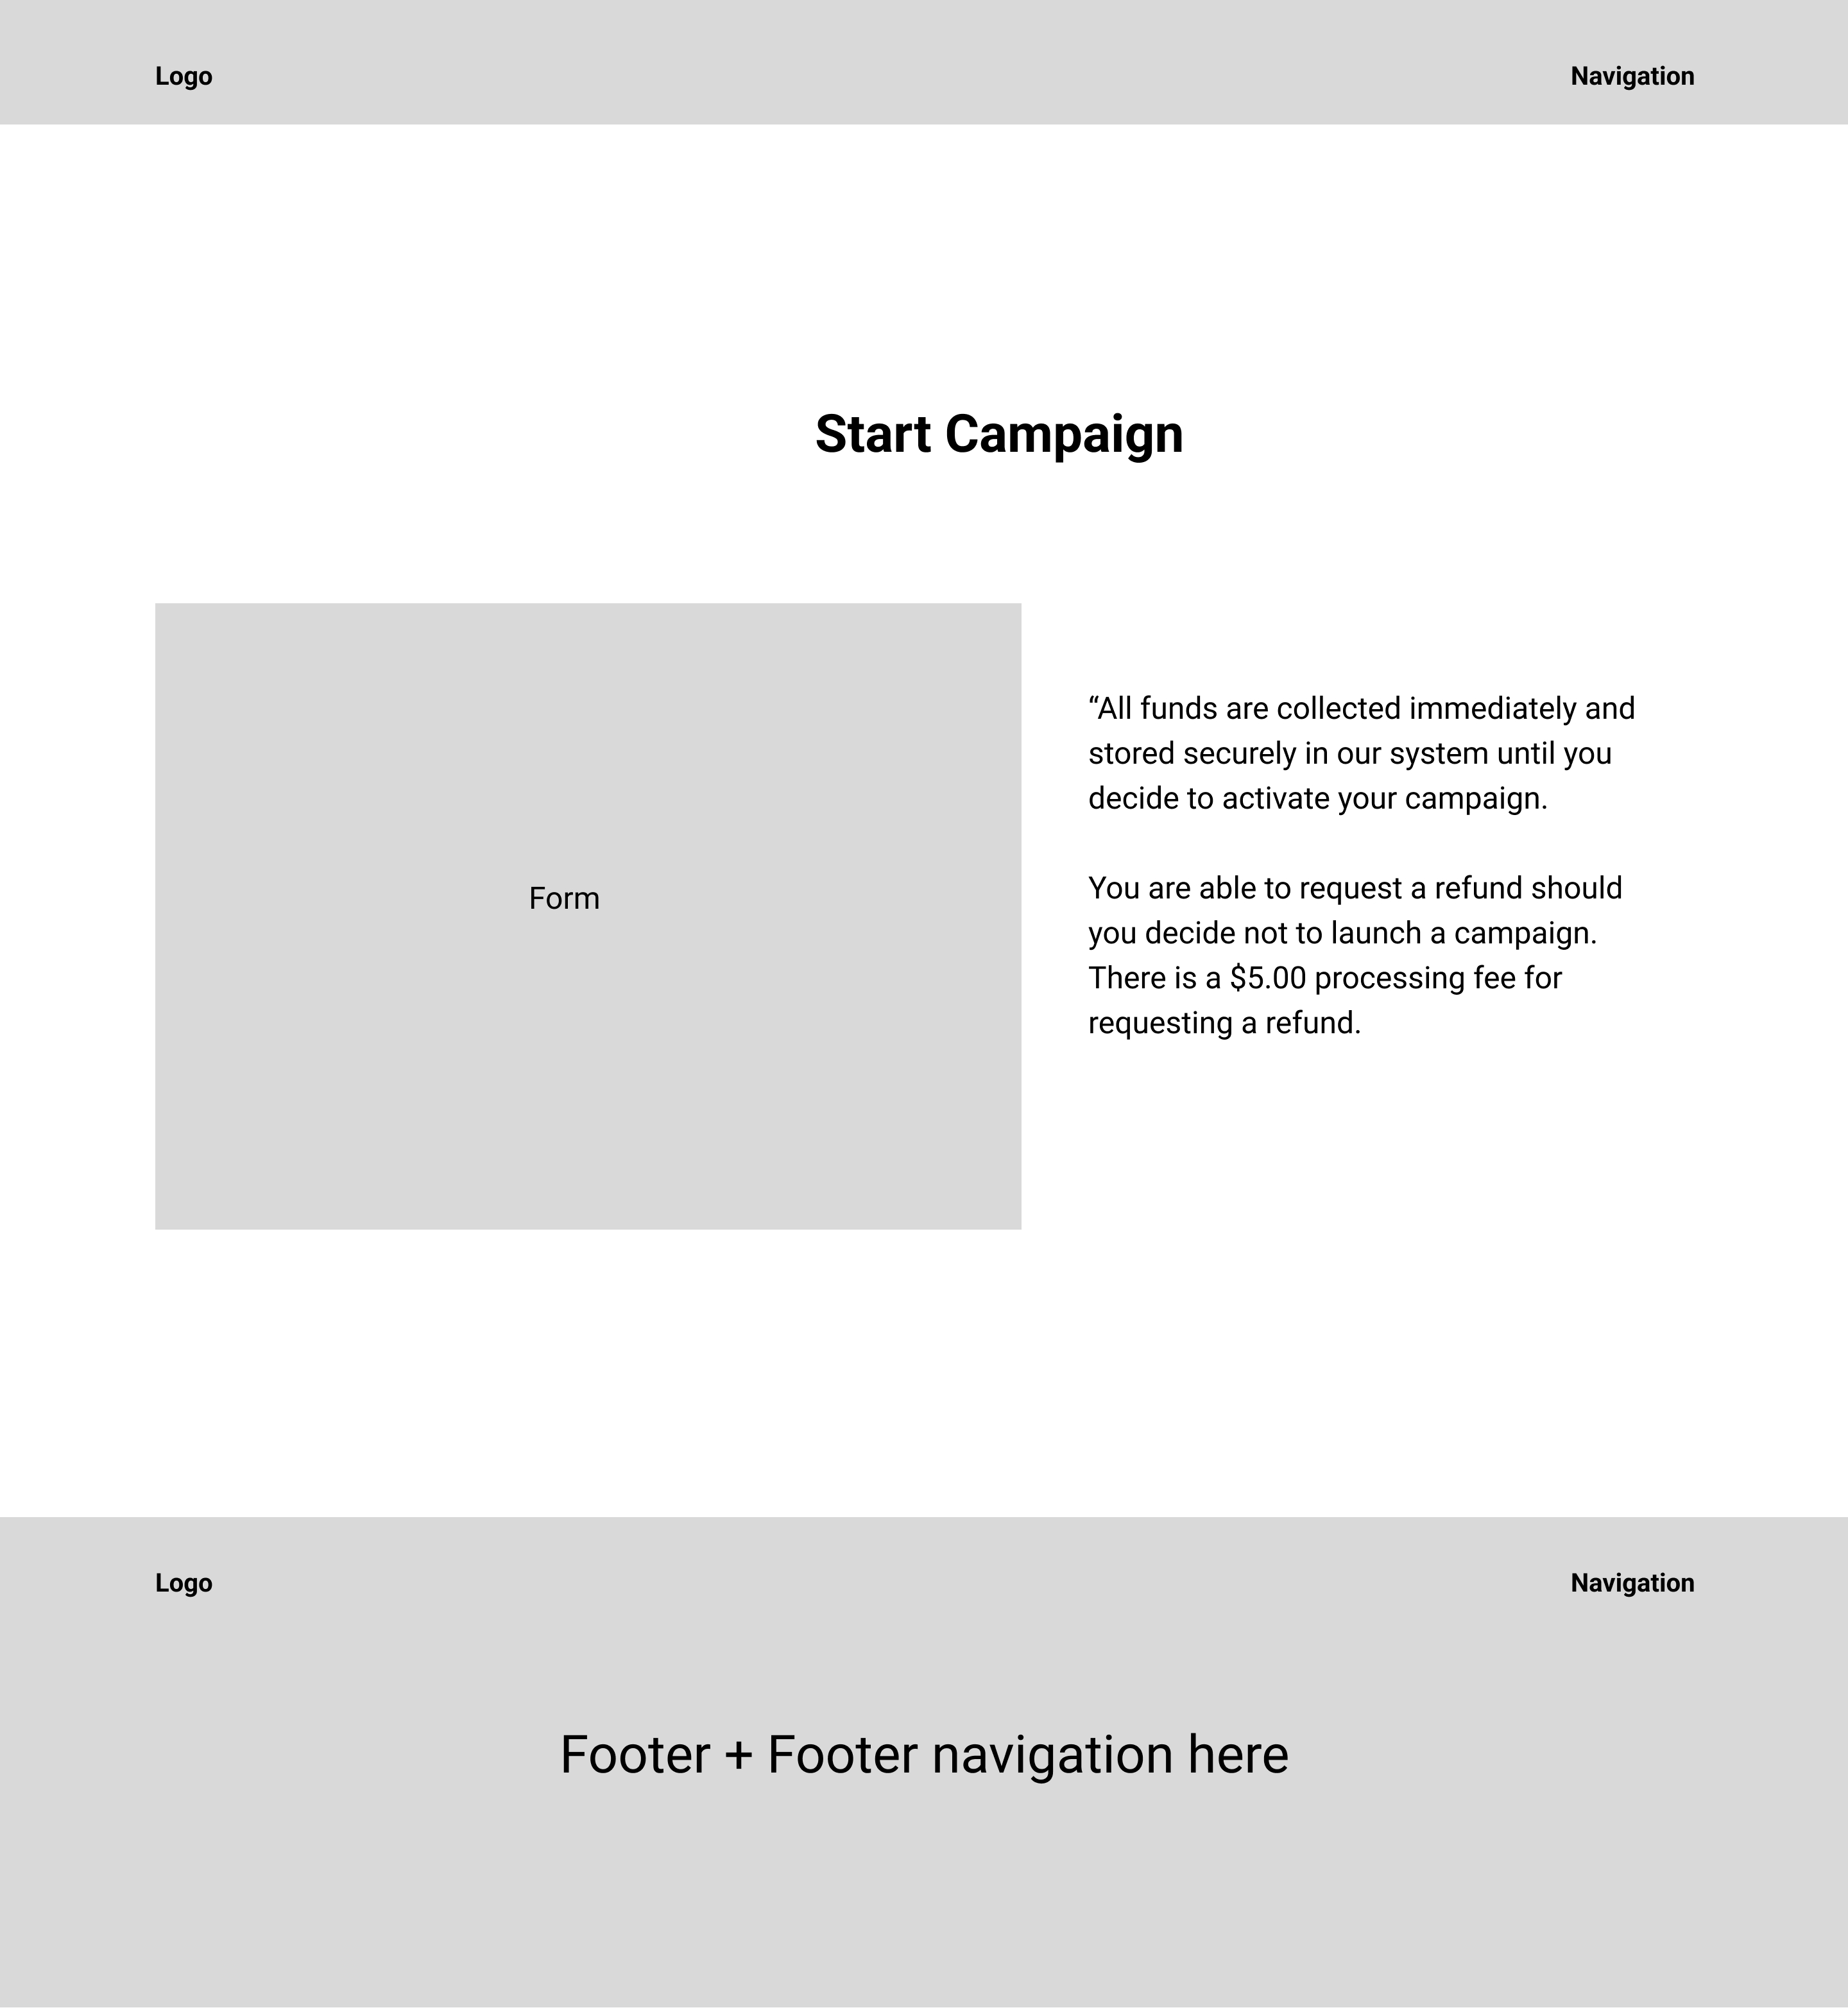 Logo
Navigation
Start Campaign
Form
“All funds are collected immediately and
stored securely in our system until you
decide to activate your campaign.
You are able to request a refund should
you decide not to launch a campaign.
There is a $5.00 processing fee for
requesting a refund.
Logo
Navigation
Footer + Footer navigation here